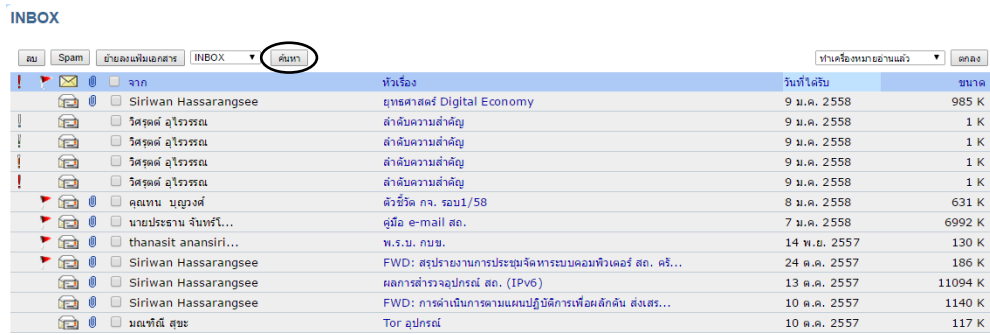 INBOX
ลบ Spam ย้ายลงแฟ้มเอกสาร INBOX ค้นหา ทำเครื่องหมายอ่านแล้ว ตกลง
จาก หัวเรื่อง วันที่ได้รับ ขนาด
Siriwan Hassarangsee ยุทธศาสตร์ Digital Economy 9 ม.ค. 2558 985 K
วิศรุตต์ อุไรวรรณ ลำดับความสำคัญ 9 ม.ค. 2558 1 K
วิศรุตต์ อุไรวรรณ ลำดับความสำคัญ 9 ม.ค. 2558 1 K
วิศรุตต์ อุไรวรรณ ลำดับความสำคัญ 9 ม.ค. 2558 1 K
วิศรุตต์ อุไรวรรณ ลำดับความสำคัญ 9 ม.ค. 2558 1 K
คุณทน บุญวงศ์ ตัวชี้วัด กจ. รอบ1/58 8 ม.ค. 2558 631 K
นายประธาน จันทร์โ... คู่มือ e-mail สถ. 7 ม.ค. 2558 6992 K
thanasit anansiri... พ.ร.บ. กบข. 14 พ.ย. 2557 130 K
Siriwan Hassarangsee FWD: สรุปรายงานการประชุมจัดหาระบบคอมพิวเตอร์ สถ. ครั... 24 ต.ค. 2557 186 K
Siriwan Hassarangsee ผลการสำรวจอุปกรณ์ สถ. (IPv6) 13 ต.ค. 2557 11094 K
Siriwan Hassarangsee FWD: การดำเนินการตามแผนปฏิบัติการเพื่อผลักดัน ส่งเสร... 10 ต.ค. 2557 1140 K
มณฑิณี สุขะ Tor อุปกรณ์ 10 ต.ค. 2557 117 K